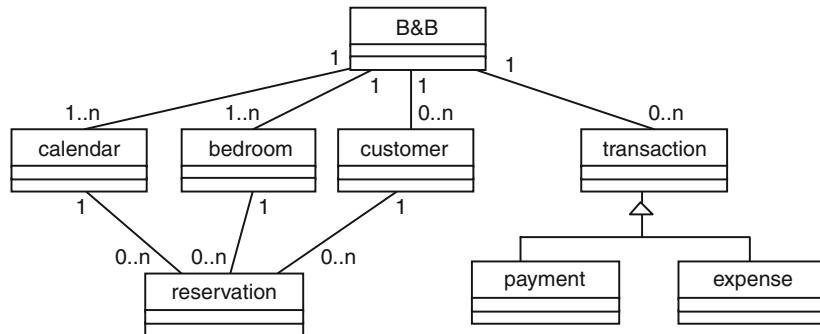 B&B
1 1 1 1
1..n 1..n 0..n 0..n
calendar bedroom customer transaction
1 1 1
0..n 0..n 0..n
reservation payment expense